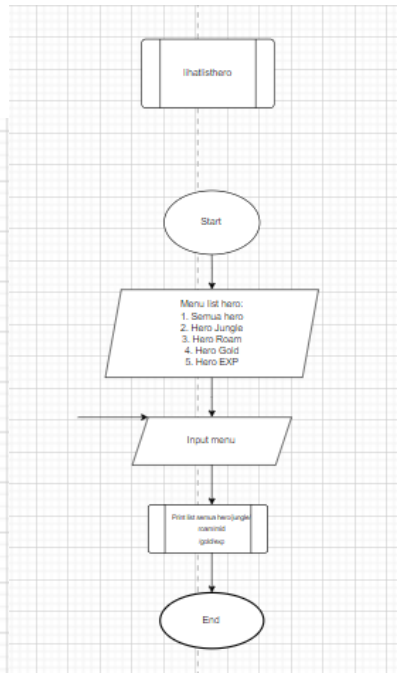 lihatlisthero
Start
Menu list hero:
1. Semua hero
2. Hero Jungle
3. Hero Roam
4. Hero Gold
5. Hero EXP
Input menu
Print list semua hero/jungle/
roam/mid
/gold/exp
End